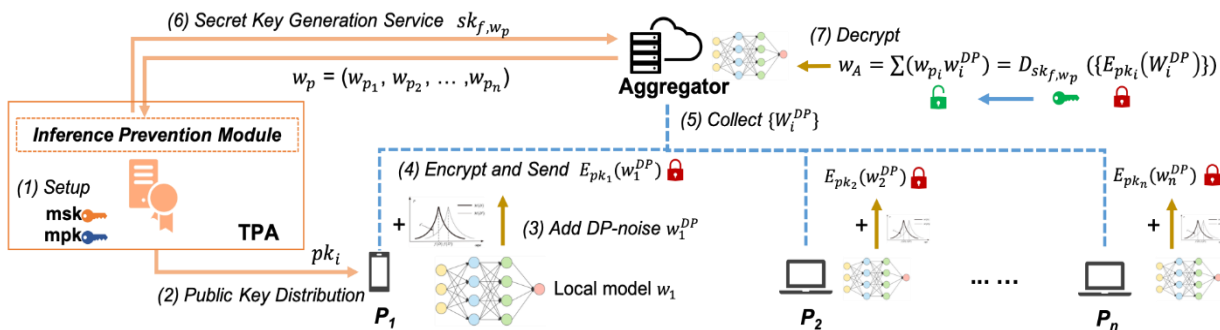 (6) Secret Key Generation Service sk_{f,w_p}
w_p = (w_{p_1}, w_{p_2}, … , w_{p_n})
Aggregator
(7) Decrypt
w_A = ∑(w_{p_i} w_i^{DP}) = D_{sk_{f,w_p}} ({E_{pk_i}(W_i^{DP})})
Inference Prevention Module
(1) Setup
msk
mpk
TPA
pk_i
(2) Public Key Distribution
(5) Collect {W_i^{DP}}
(4) Encrypt and Send E_{pk_1}(w_1^{DP})
+
(3) Add DP-noise w_1^{DP}
Local model w_1
P_1
E_{pk_2}(w_2^{DP})
+
P_2
... ...
E_{pk_n}(w_n^{DP})
+
P_n